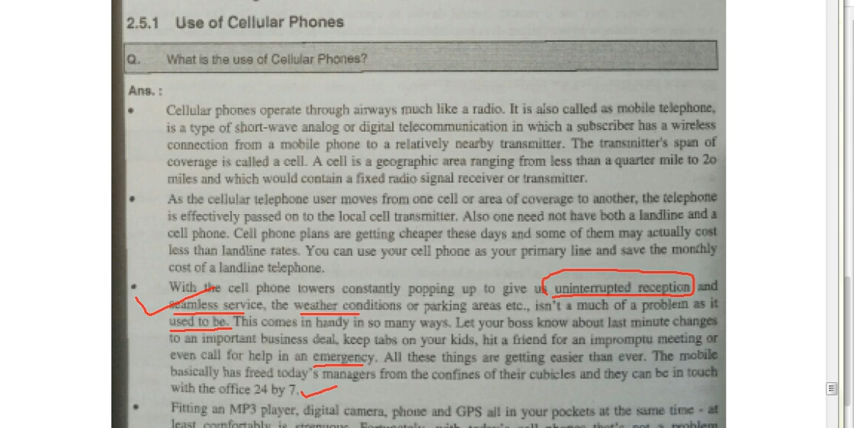 2.5.1 Use of Cellular Phones
Q. What is the use of Cellular Phones?
Ans. :
• Cellular phones operate through airways much like a radio. It is also called as mobile telephone,
is a type of short-wave analog or digital telecommunication in which a subscriber has a wireless
connection from a mobile phone to a relatively nearby transmitter. The transmitter's span of
coverage is called a cell. A cell is a geographic area ranging from less than a quarter mile to 20
miles and which would contain a fixed radio signal receiver or transmitter.
• As the cellular telephone user moves from one cell or area of coverage to another, the telephone
is effectively passed on to the local cell transmitter. Also one need not have both a landline and a
cell phone. Cell phone plans are getting cheaper these days and some of them may actually cost
less than landline rates. You can use your cell phone as your primary line and save the monthly
cost of a landline telephone.
• With the cell phone towers constantly popping up to give us uninterrupted reception and
seamless service, the weather conditions or parking areas etc., isn't a much of a problem as it
used to be. This comes in handy in so many ways. Let your boss know about last minute changes
to an important business deal, keep tabs on your kids, hit a friend for an impromptu meeting or
even call for help in an emergency. All these things are getting easier than ever. The mobile
basically has freed today's managers from the confines of their cubicles and they can be in touch
with the office 24 by 7.
• Fitting an MP3 player, digital camera, phone and GPS all in your pockets at the same time - at
least comfortably is